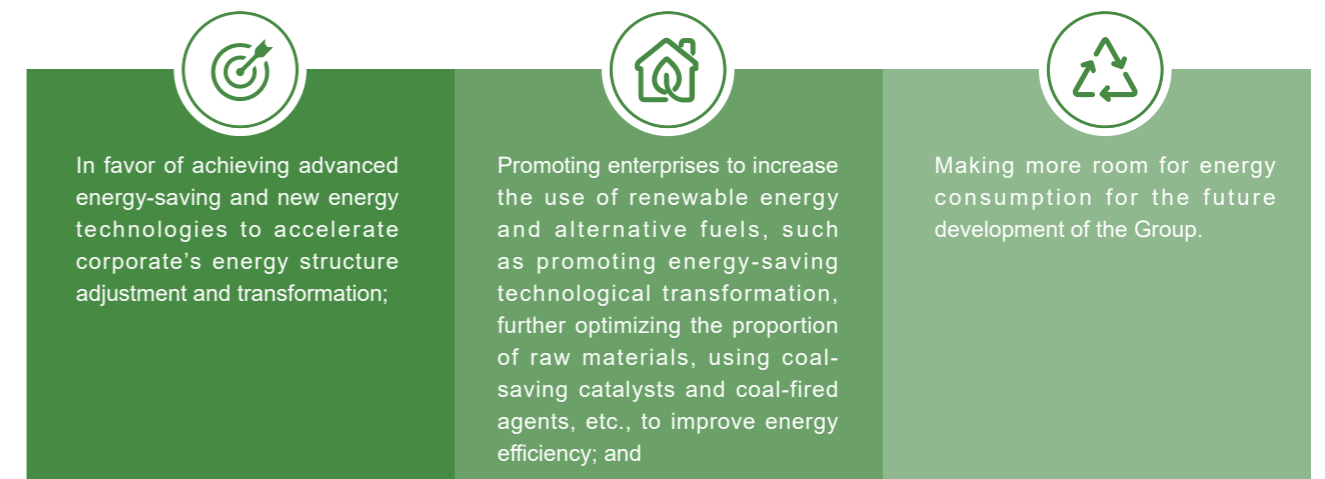 In favor of achieving advanced
energy-saving and new energy
technologies to accelerate
corporate’s energy structure
adjustment and transformation;
Promoting enterprises to increase
the use of renewable energy
and alternative fuels, such
as promoting energy-saving
technological transformation,
further optimizing the proportion
of raw materials, using coal-
saving catalysts and coal-fired
agents, etc., to improve energy
efficiency; and
Making more room for energy
consumption for the future
development of the Group.